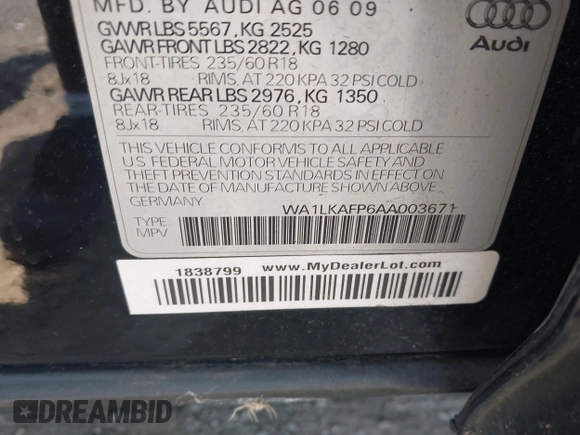 MFD. BY AUDI AG 06 09
GVWR LBS 5567, KG 2525
GAWR FRONT LBS 2822, KG 1280
FRONT-TIRES 235/60 R18
8Jx18 RIMS, AT 220 KPA 32 PSI COLD
GAWR REAR LBS 2976, KG 1350
REAR-TIRES 235/60 R18
8Jx18 RIMS, AT 220 KPA 32 PSI COLD
Audi
THIS VEHICLE CONFORMS TO ALL APPLICABLE
U.S. FEDERAL MOTOR VEHICLE SAFETY AND
THEFT PREVENTION STANDARDS IN EFFECT ON
THE DATE OF MANUFACTURE SHOWN ABOVE
GERMANY
WA1LKAFP6AA003671
TYPE:
MPV
1838799 www.MyDealerLot.com
DREAMBID